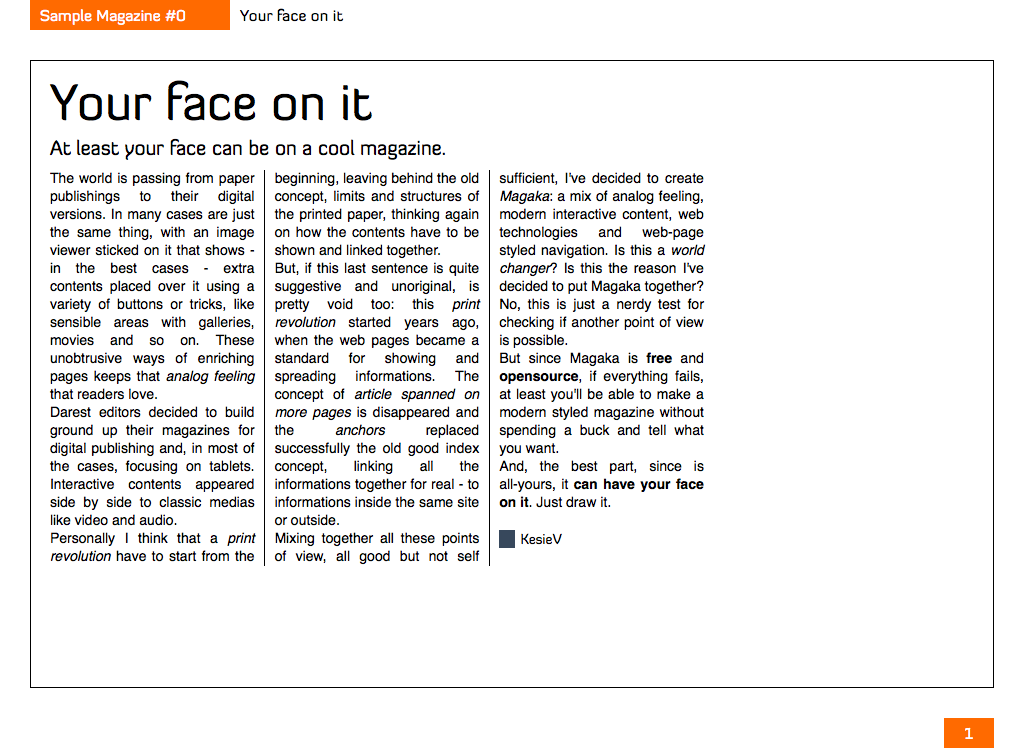 Sample Magazine #0
Your face on it
Your face on it
At least your face can be on a cool magazine.
The world is passing from paper
publishings to their digital
versions. In many cases are just
the same thing, with an image
viewer sticked on it that shows -
in the best cases - extra
contents placed over it using a
variety of buttons or tricks, like
sensible areas with galleries,
movies and so on. These
unobtrusive ways of enriching
pages keeps that analog feeling
that readers love.
Darest editors decided to build
ground up their magazines for
digital publishing and, in most of
the cases, focusing on tablets.
Interactive contents appeared
side by side to classic medias
like video and audio.
Personally I think that a print
revolution have to start from the
beginning, leaving behind the old
concept, limits and structures of
the printed paper, thinking again
on how the contents have to be
shown and linked together.
But, if this last sentence is quite
suggestive and unoriginal, is
pretty void too: this print
revolution started years ago,
when the web pages became a
standard for showing and
spreading informations. The
concept of article spanned on
more pages is disappeared and
the anchors replaced
successfully the old good index
concept, linking all the
informations together for real - to
informations inside the same site
or outside.
Mixing together all these points
of view, all good but not self
sufficient, I've decided to create
Magaka: a mix of analog feeling,
modern interactive content, web
technologies and web-page
styled navigation. Is this a world
changer? Is this the reason I've
decided to put Magaka together?
No, this is just a nerdy test for
checking if another point of view
is possible.
But since Magaka is free and
opensource, if everything fails,
at least you'll be able to make a
modern styled magazine without
spending a buck and tell what
you want.
And, the best part, since is
all-yours, it can have your face
on it. Just draw it.
KesieV
1